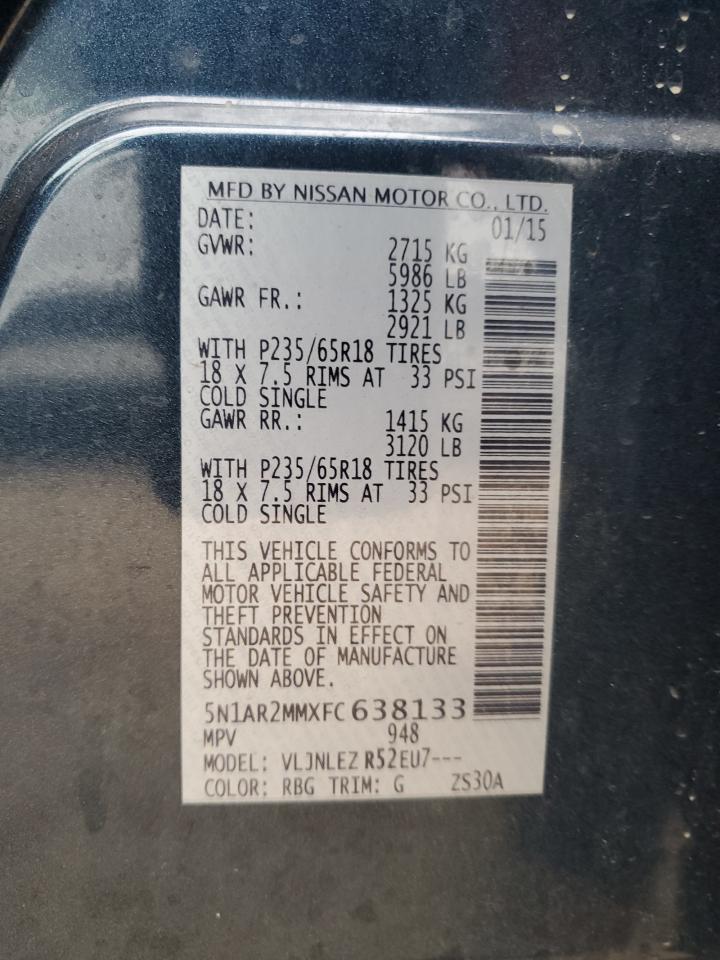 MFD BY NISSAN MOTOR CO., LTD.
DATE: 01/15
GVWR: 2715 KG
5986 LB
GAWR FR.: 1325 KG
2921 LB
WITH P235/65R18 TIRES
18 X 7.5 RIMS AT 33 PSI
COLD SINGLE
GAWR RR.: 1415 KG
3120 LB
WITH P235/65R18 TIRES
18 X 7.5 RIMS AT 33 PSI
COLD SINGLE
THIS VEHICLE CONFORMS TO
ALL APPLICABLE FEDERAL
MOTOR VEHICLE SAFETY AND
THEFT PREVENTION
STANDARDS IN EFFECT ON
THE DATE OF MANUFACTURE
SHOWN ABOVE.
5N1AR2MMXFC638133
MPV 948
MODEL: VLJNLEZ R52EU7---
COLOR: RBG TRIM: G ZS30A